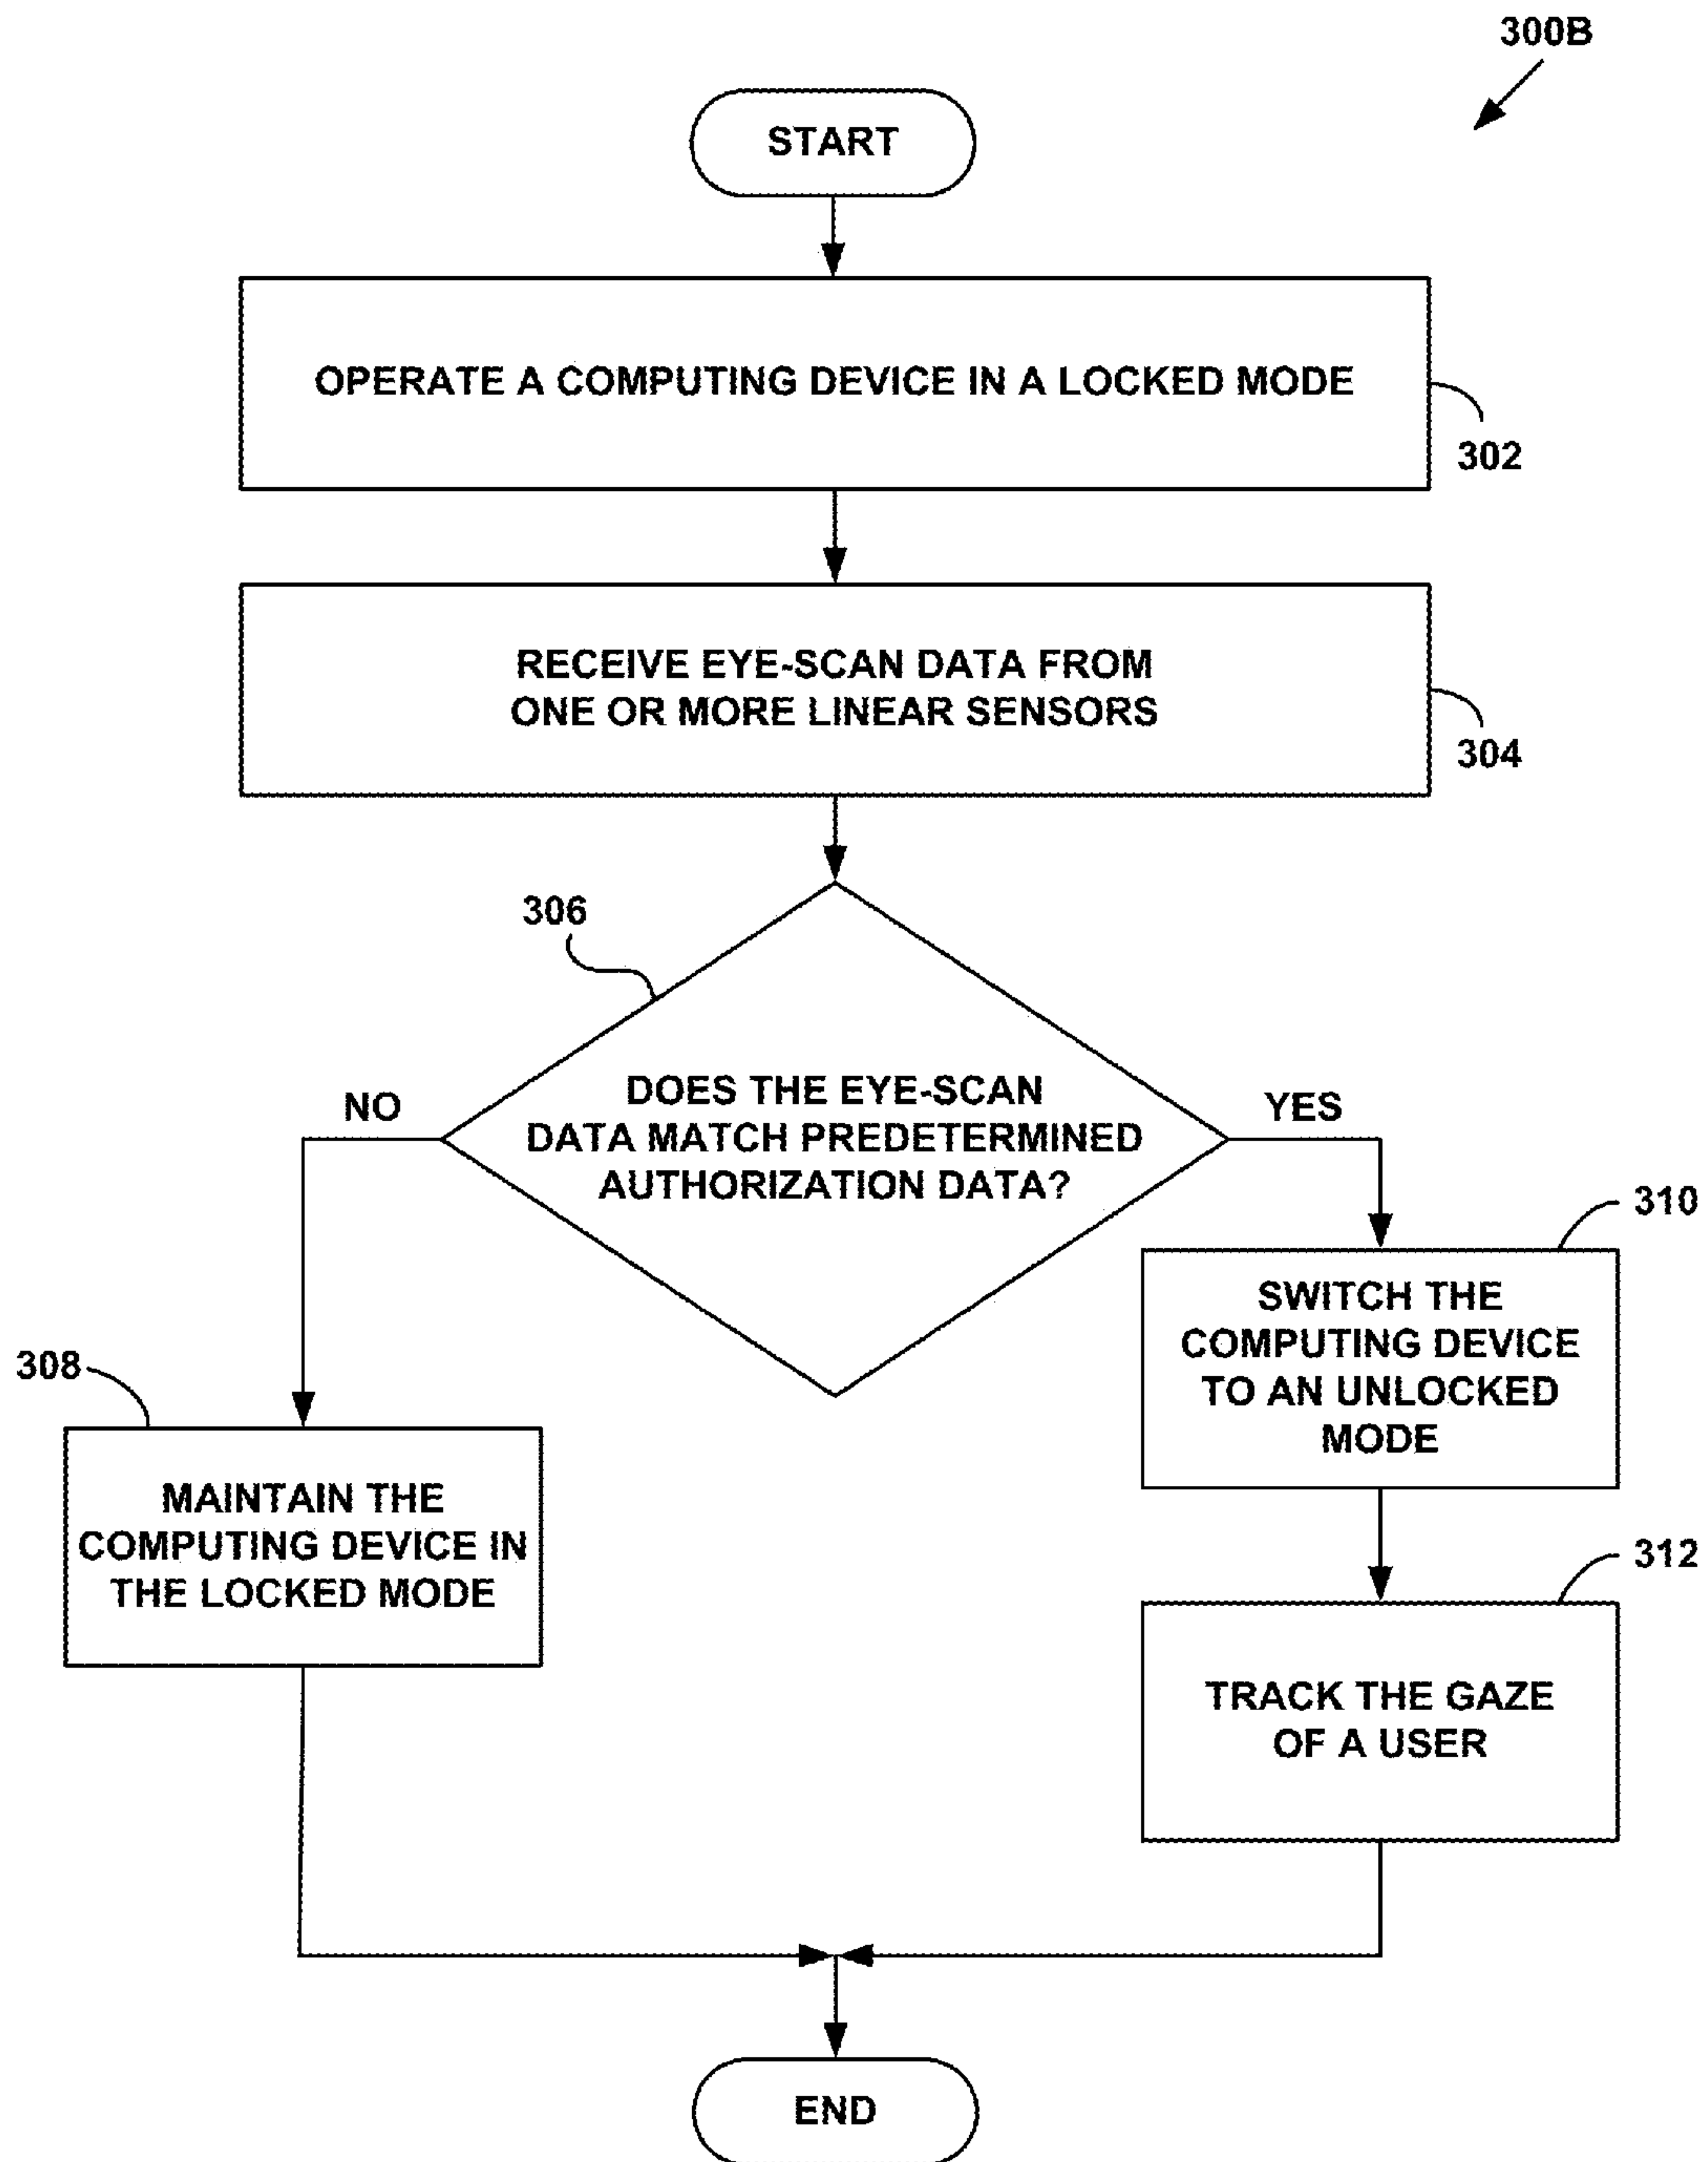 300B
START
OPERATE A COMPUTING DEVICE IN A LOCKED MODE
302
RECEIVE EYE-SCAN DATA FROM
ONE OR MORE LINEAR SENSORS
304
306
DOES THE EYE-SCAN
DATA MATCH PREDETERMINED
AUTHORIZATION DATA?
NO
YES
310
SWITCH THE
COMPUTING DEVICE
TO AN UNLOCKED
MODE
308
MAINTAIN THE
COMPUTING DEVICE IN
THE LOCKED MODE
312
TRACK THE GAZE
OF A USER
END